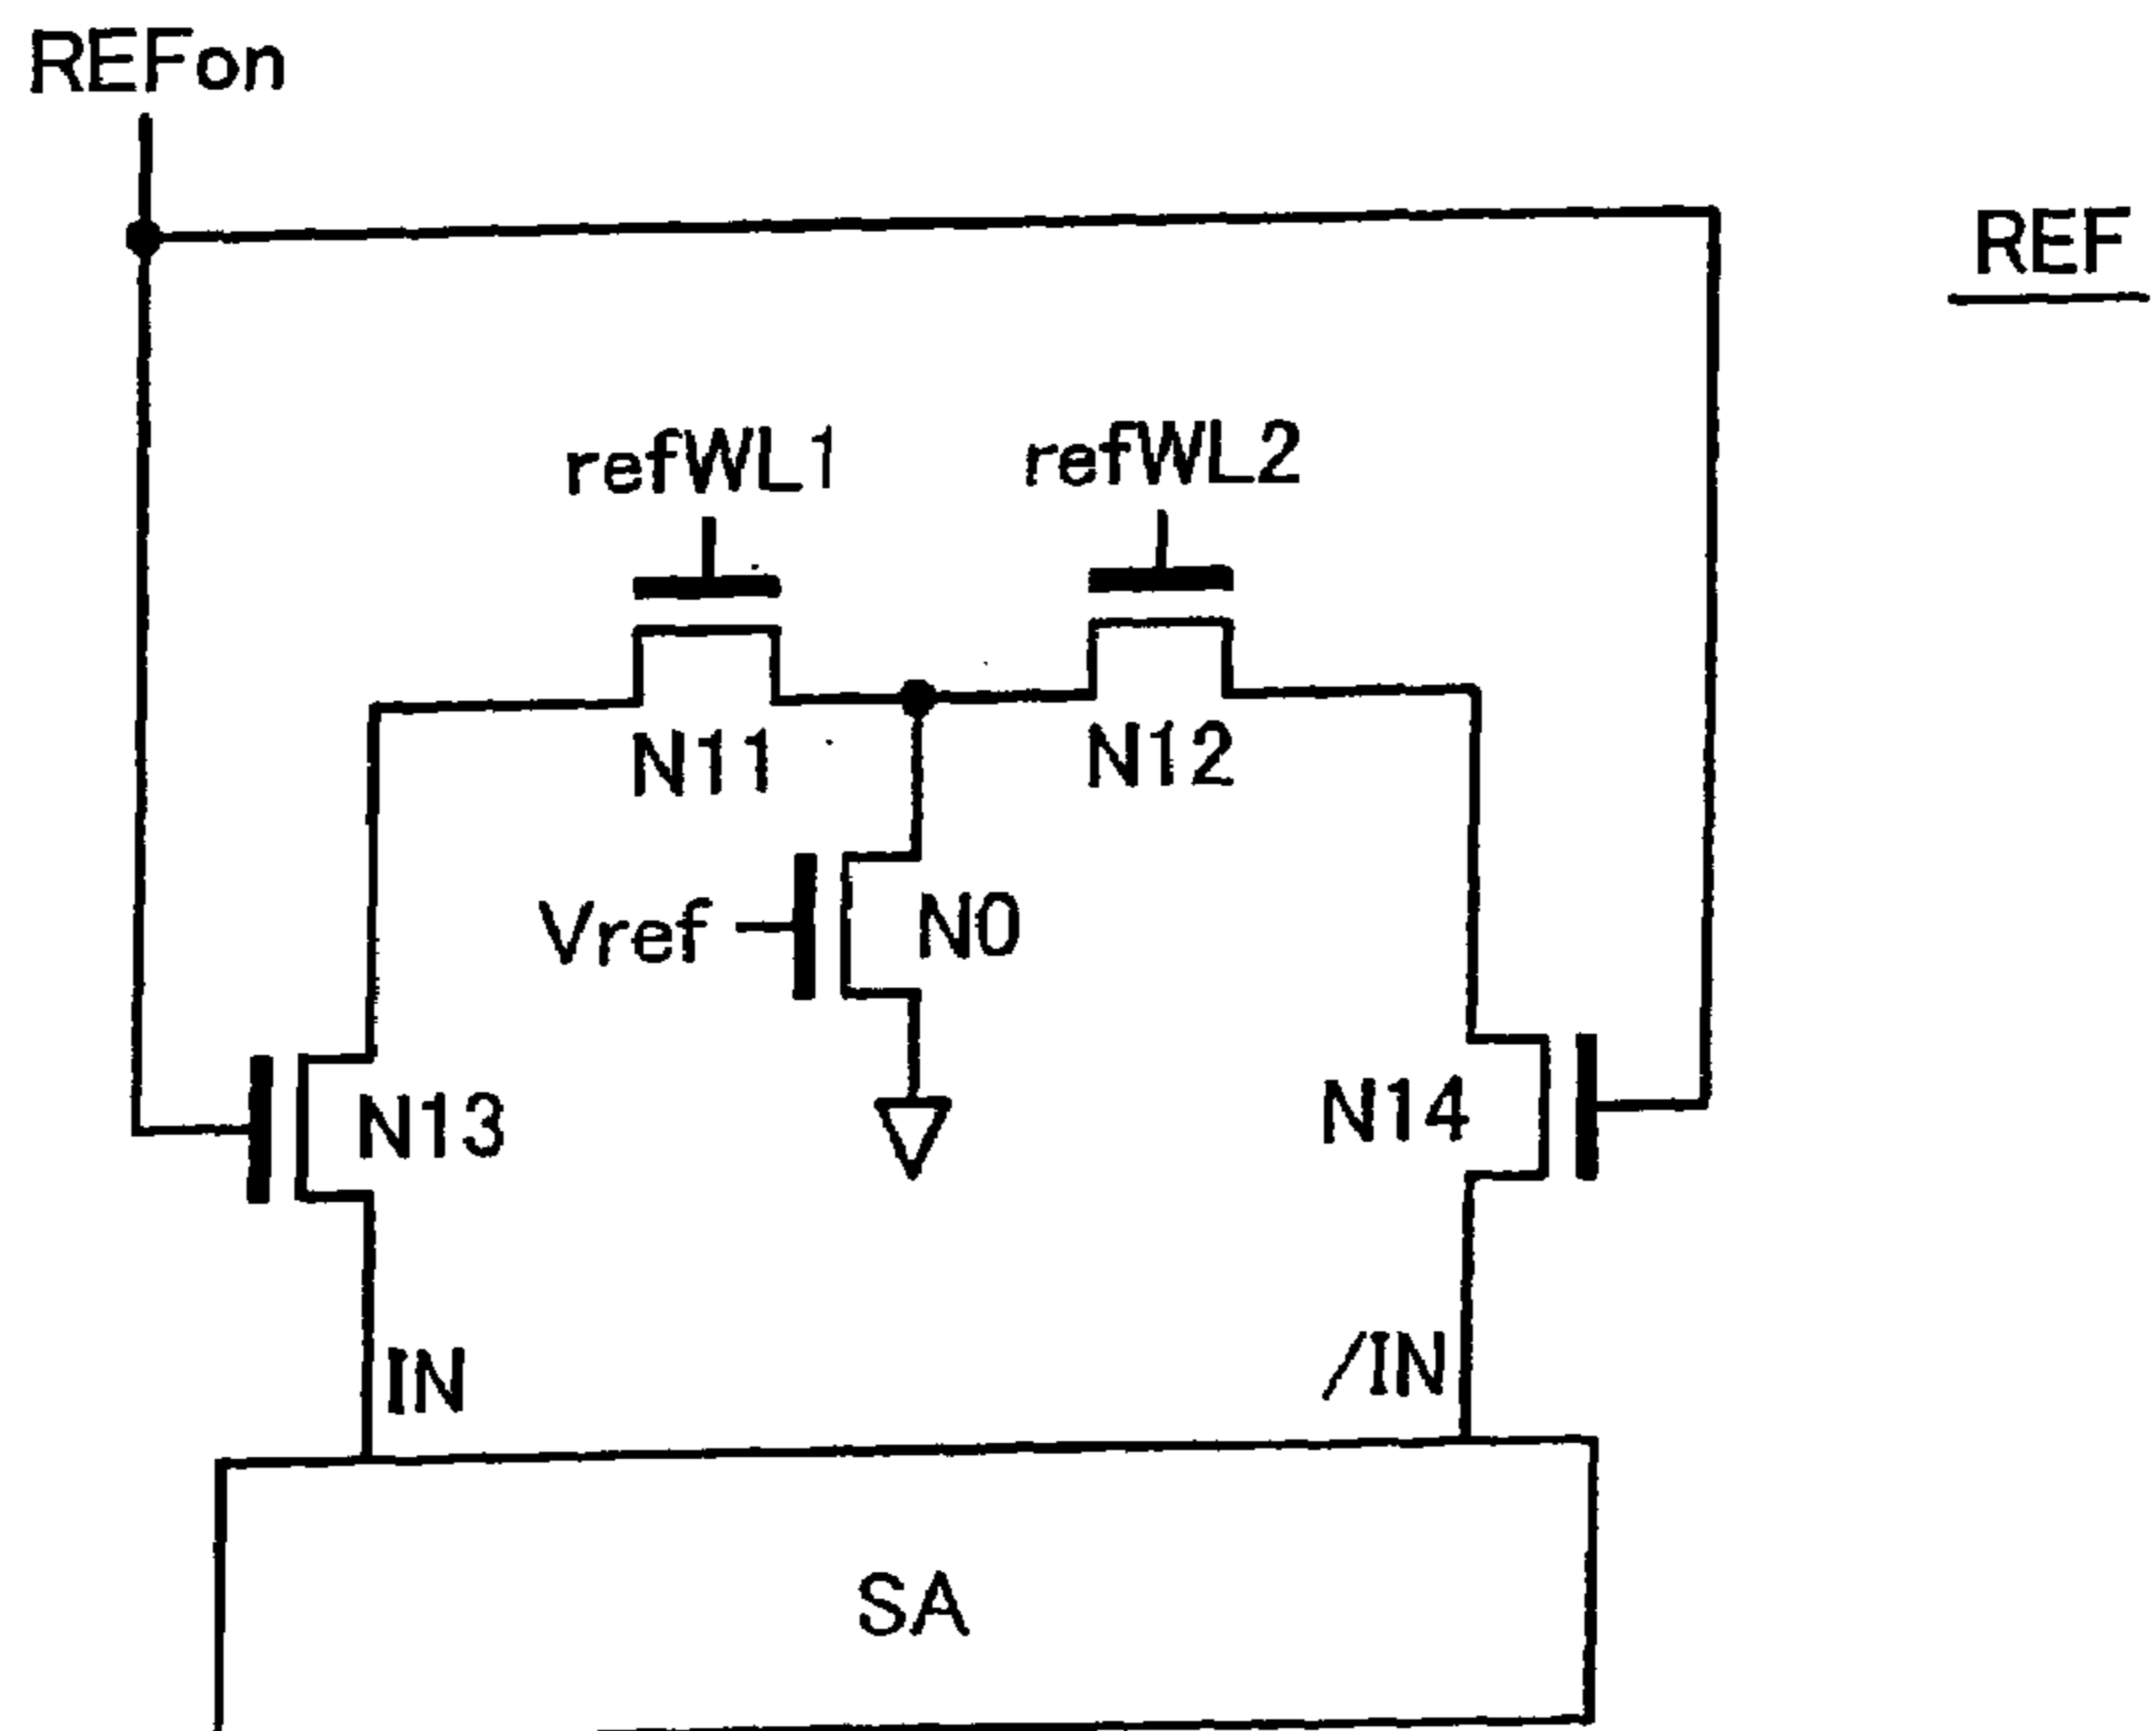 REFon
REF
refWL1
refWL2
N11
N12
Vref
N0
N13
N14
IN
/IN
SA